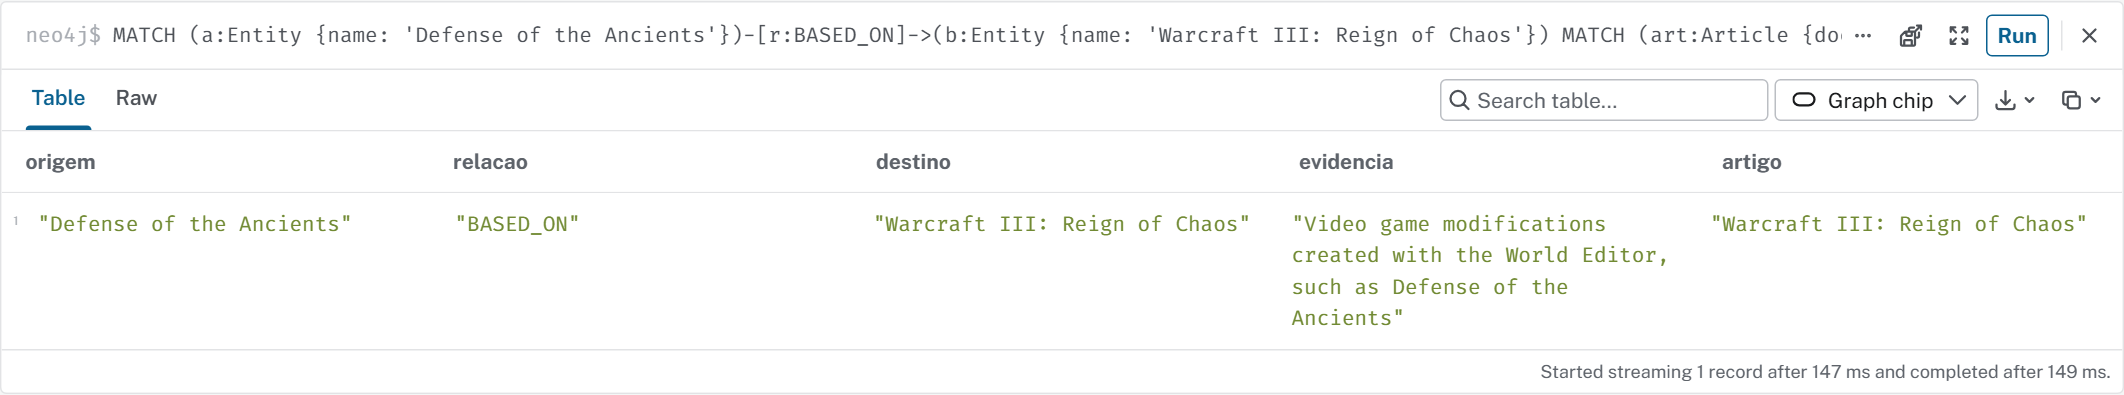 neo4j$ MATCH (a:Entity {name: 'Defense of the Ancients'})-[r:BASED_ON]->(b:Entity {name: 'Warcraft III: Reign of Chaos'}) MATCH (art:Article {do ··· Run
Table Raw Search table... Graph chip
origem relacao destino evidencia artigo
1 "Defense of the Ancients" "BASED_ON" "Warcraft III: Reign of Chaos" "Video game modifications "Warcraft III: Reign of Chaos"
created with the World Editor,
such as Defense of the
Ancients"
Started streaming 1 record after 147 ms and completed after 149 ms.